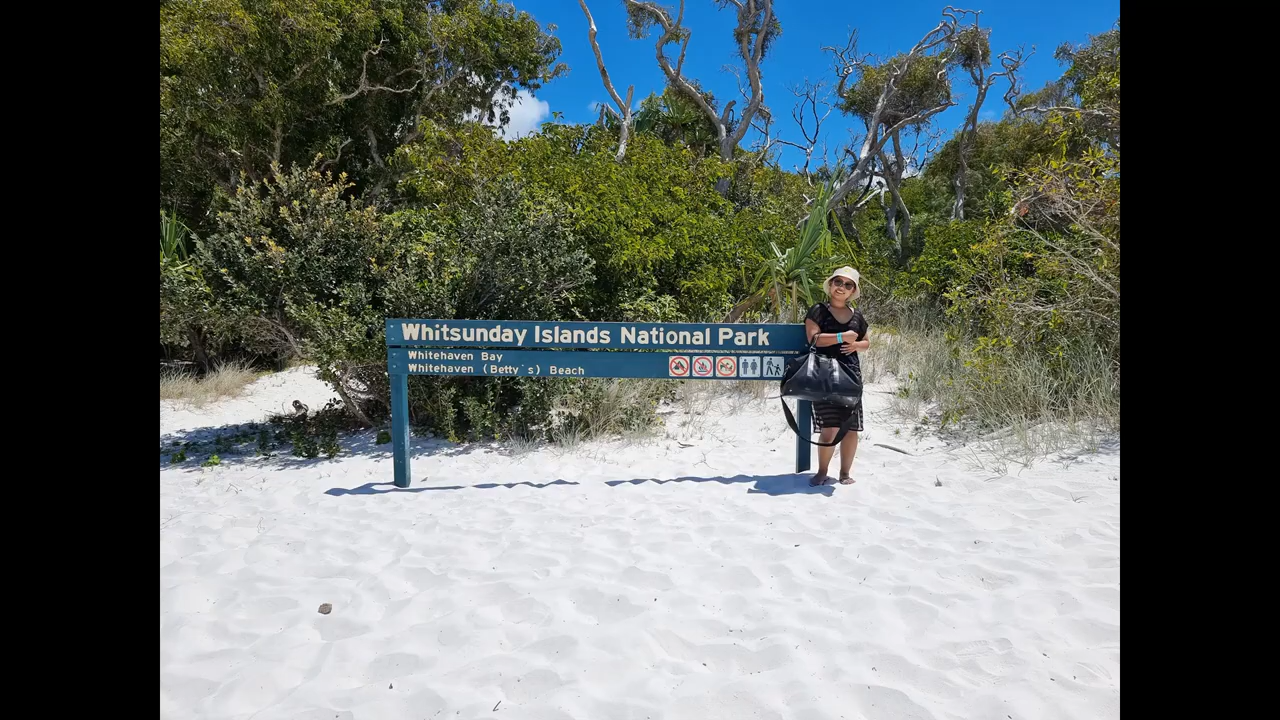 Whitsunday Islands National Park
Whitehaven Bay
Whitehaven (Betty's) Beach